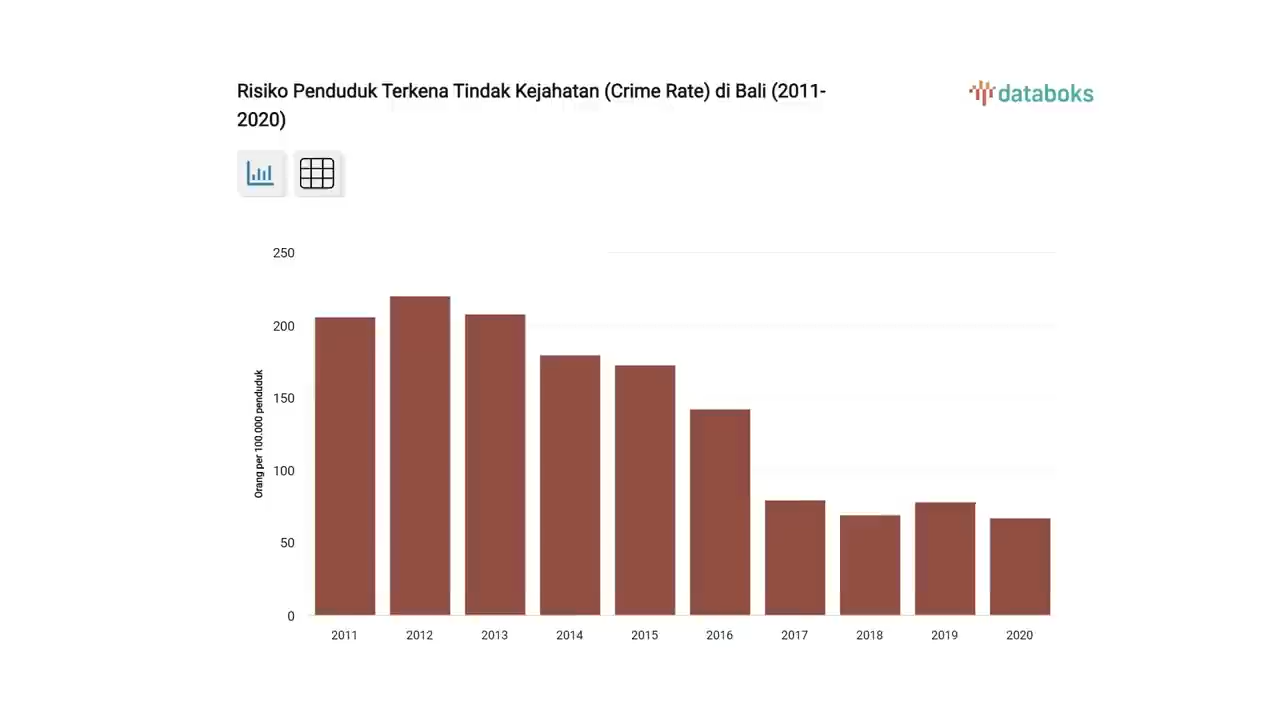 Risiko Penduduk Terkena Tindak Kejahatan (Crime Rate) di Bali (2011-
2020)
databoks
250
200
150
100
50
0
Orang per 100.000 penduduk
2011 2012 2013 2014 2015 2016 2017 2018 2019 2020